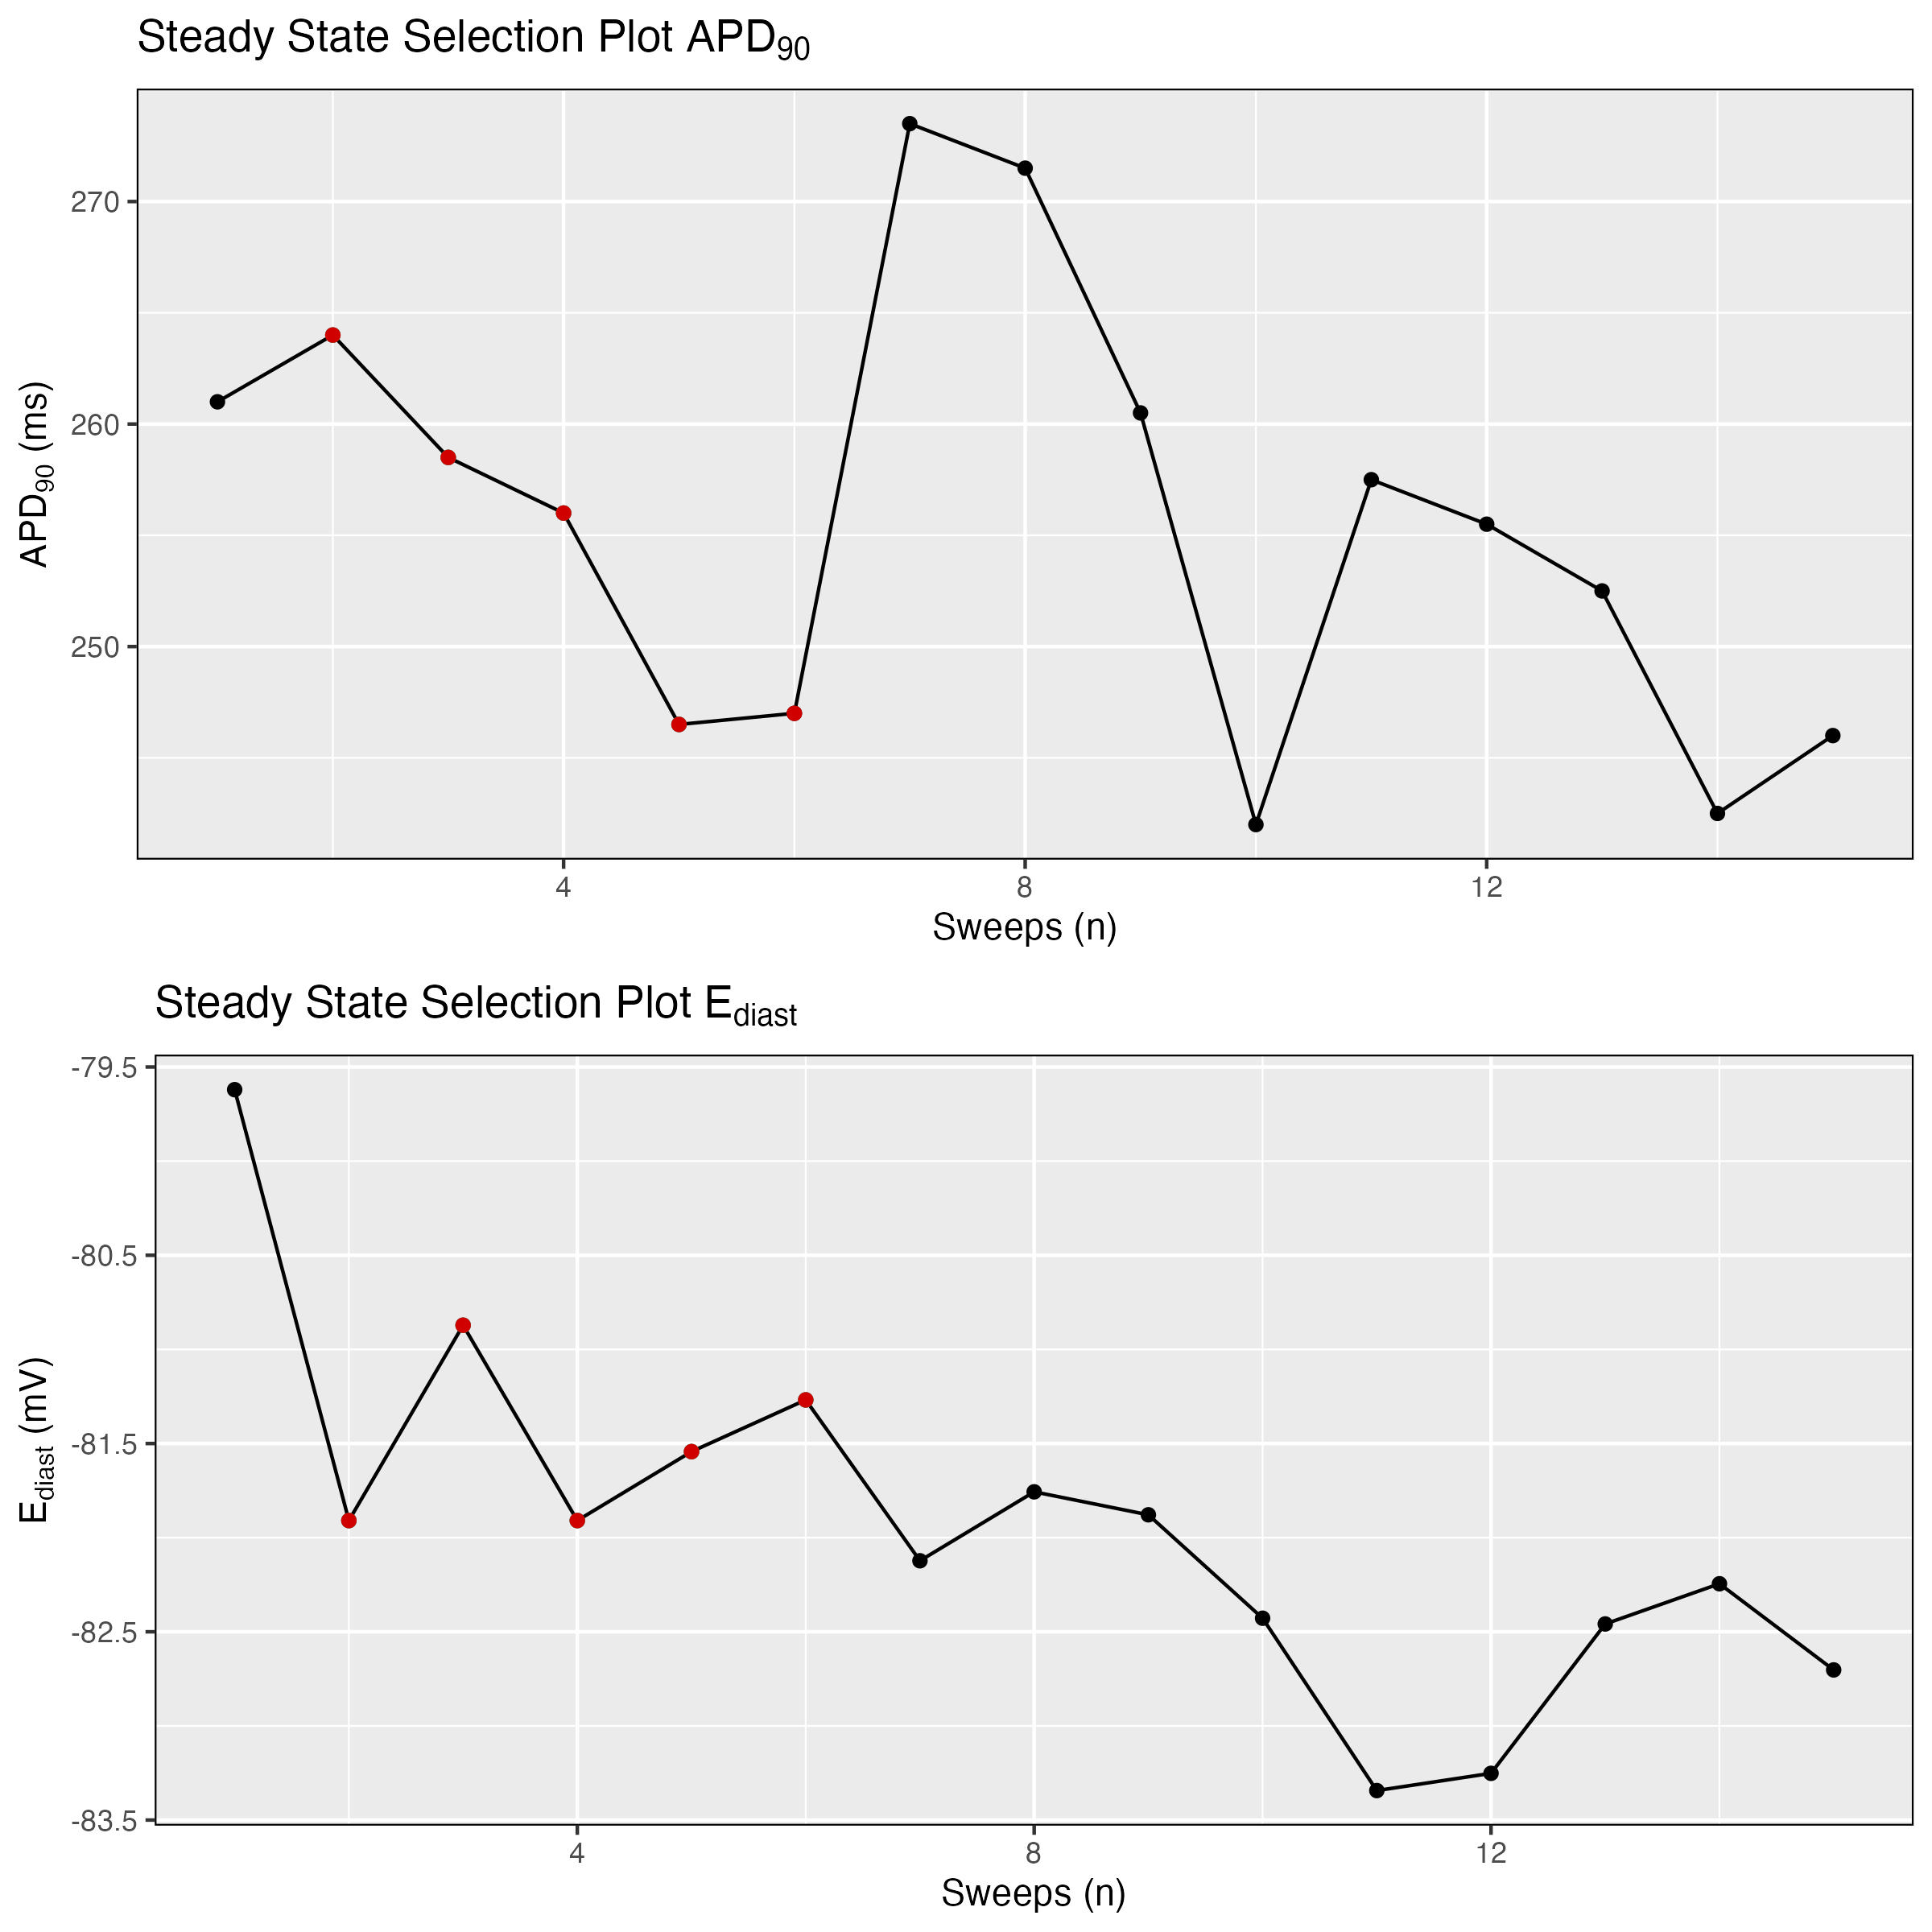 Steady State Selection Plot APD90
270
260
250
APD90 (ms)
4 8 12
Sweeps (n)
Steady State Selection Plot Ediast
-79.5
-80.5
-81.5
-82.5
-83.5
Ediast (mV)
4 8 12
Sweeps (n)